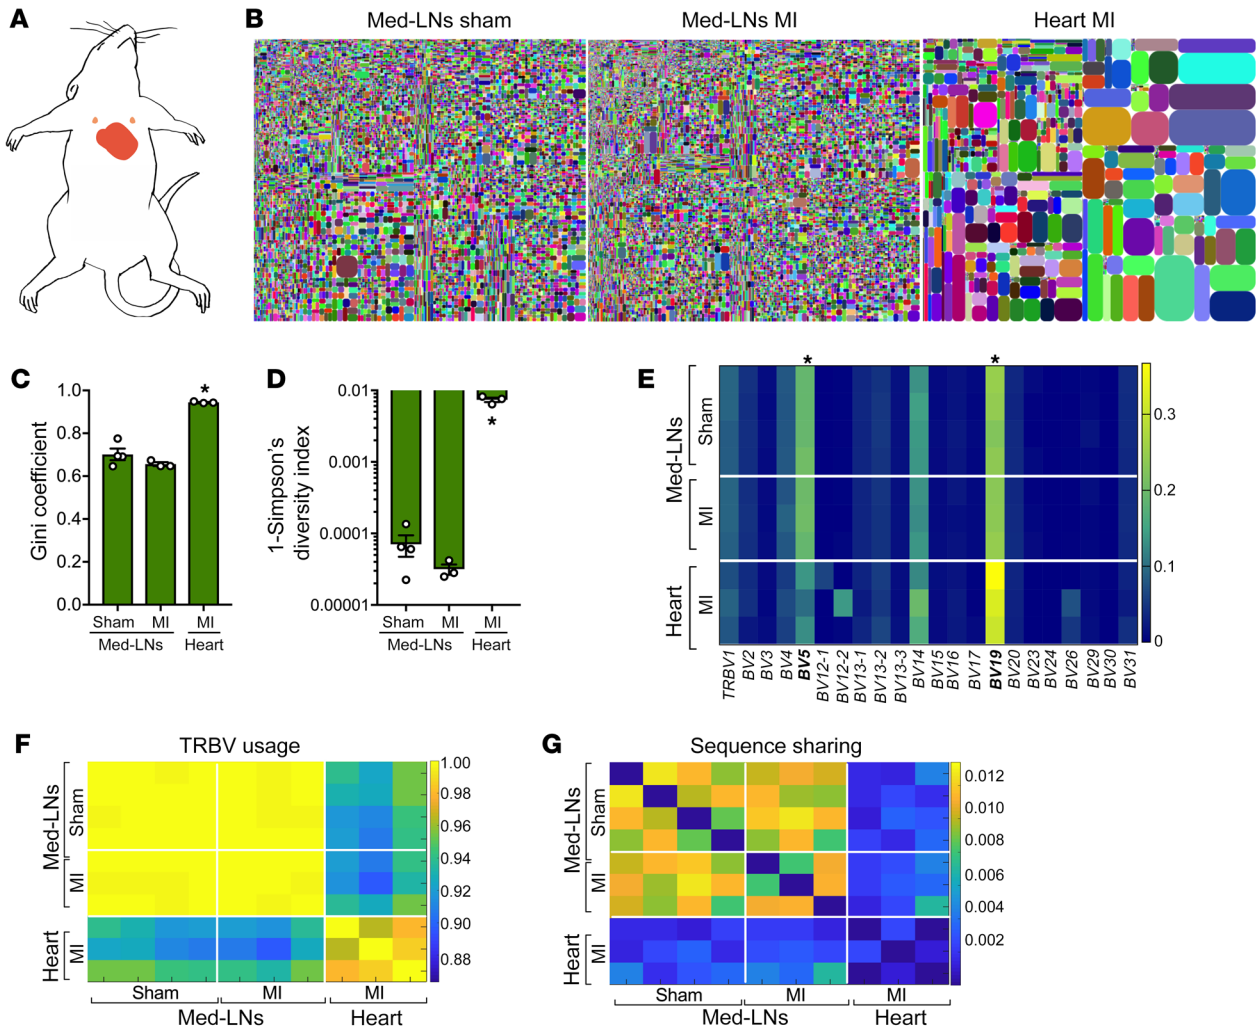 A
B
Med-LNs sham
Med-LNs MI
Heart MI
C
Gini coefficient
1.0
0.8
0.6
0.4
0.2
0.0
*
Sham
MI
MI
Med-LNs
Heart
D
1-Simpson's
diversity index
0.01
0.001
0.0001
0.00001
*
Sham
MI
MI
Med-LNs
Heart
E
*
*
Med-LNs
Sham
MI
Heart
MI
0.3
0.2
0.1
0
TRBV1
BV2
BV3
BV4
BV5
BV12-1
BV12-2
BV13-1
BV13-2
BV13-3
BV14
BV15
BV16
BV17
BV19
BV20
BV23
BV24
BV26
BV29
BV30
BV31
F
TRBV usage
Med-LNs
Sham
MI
Heart
MI
1.00
0.98
0.96
0.94
0.92
0.90
0.88
Sham
MI
MI
Med-LNs
Heart
G
Sequence sharing
Med-LNs
Sham
MI
Heart
MI
0.012
0.010
0.008
0.006
0.004
0.002
Sham
MI
MI
Med-LNs
Heart